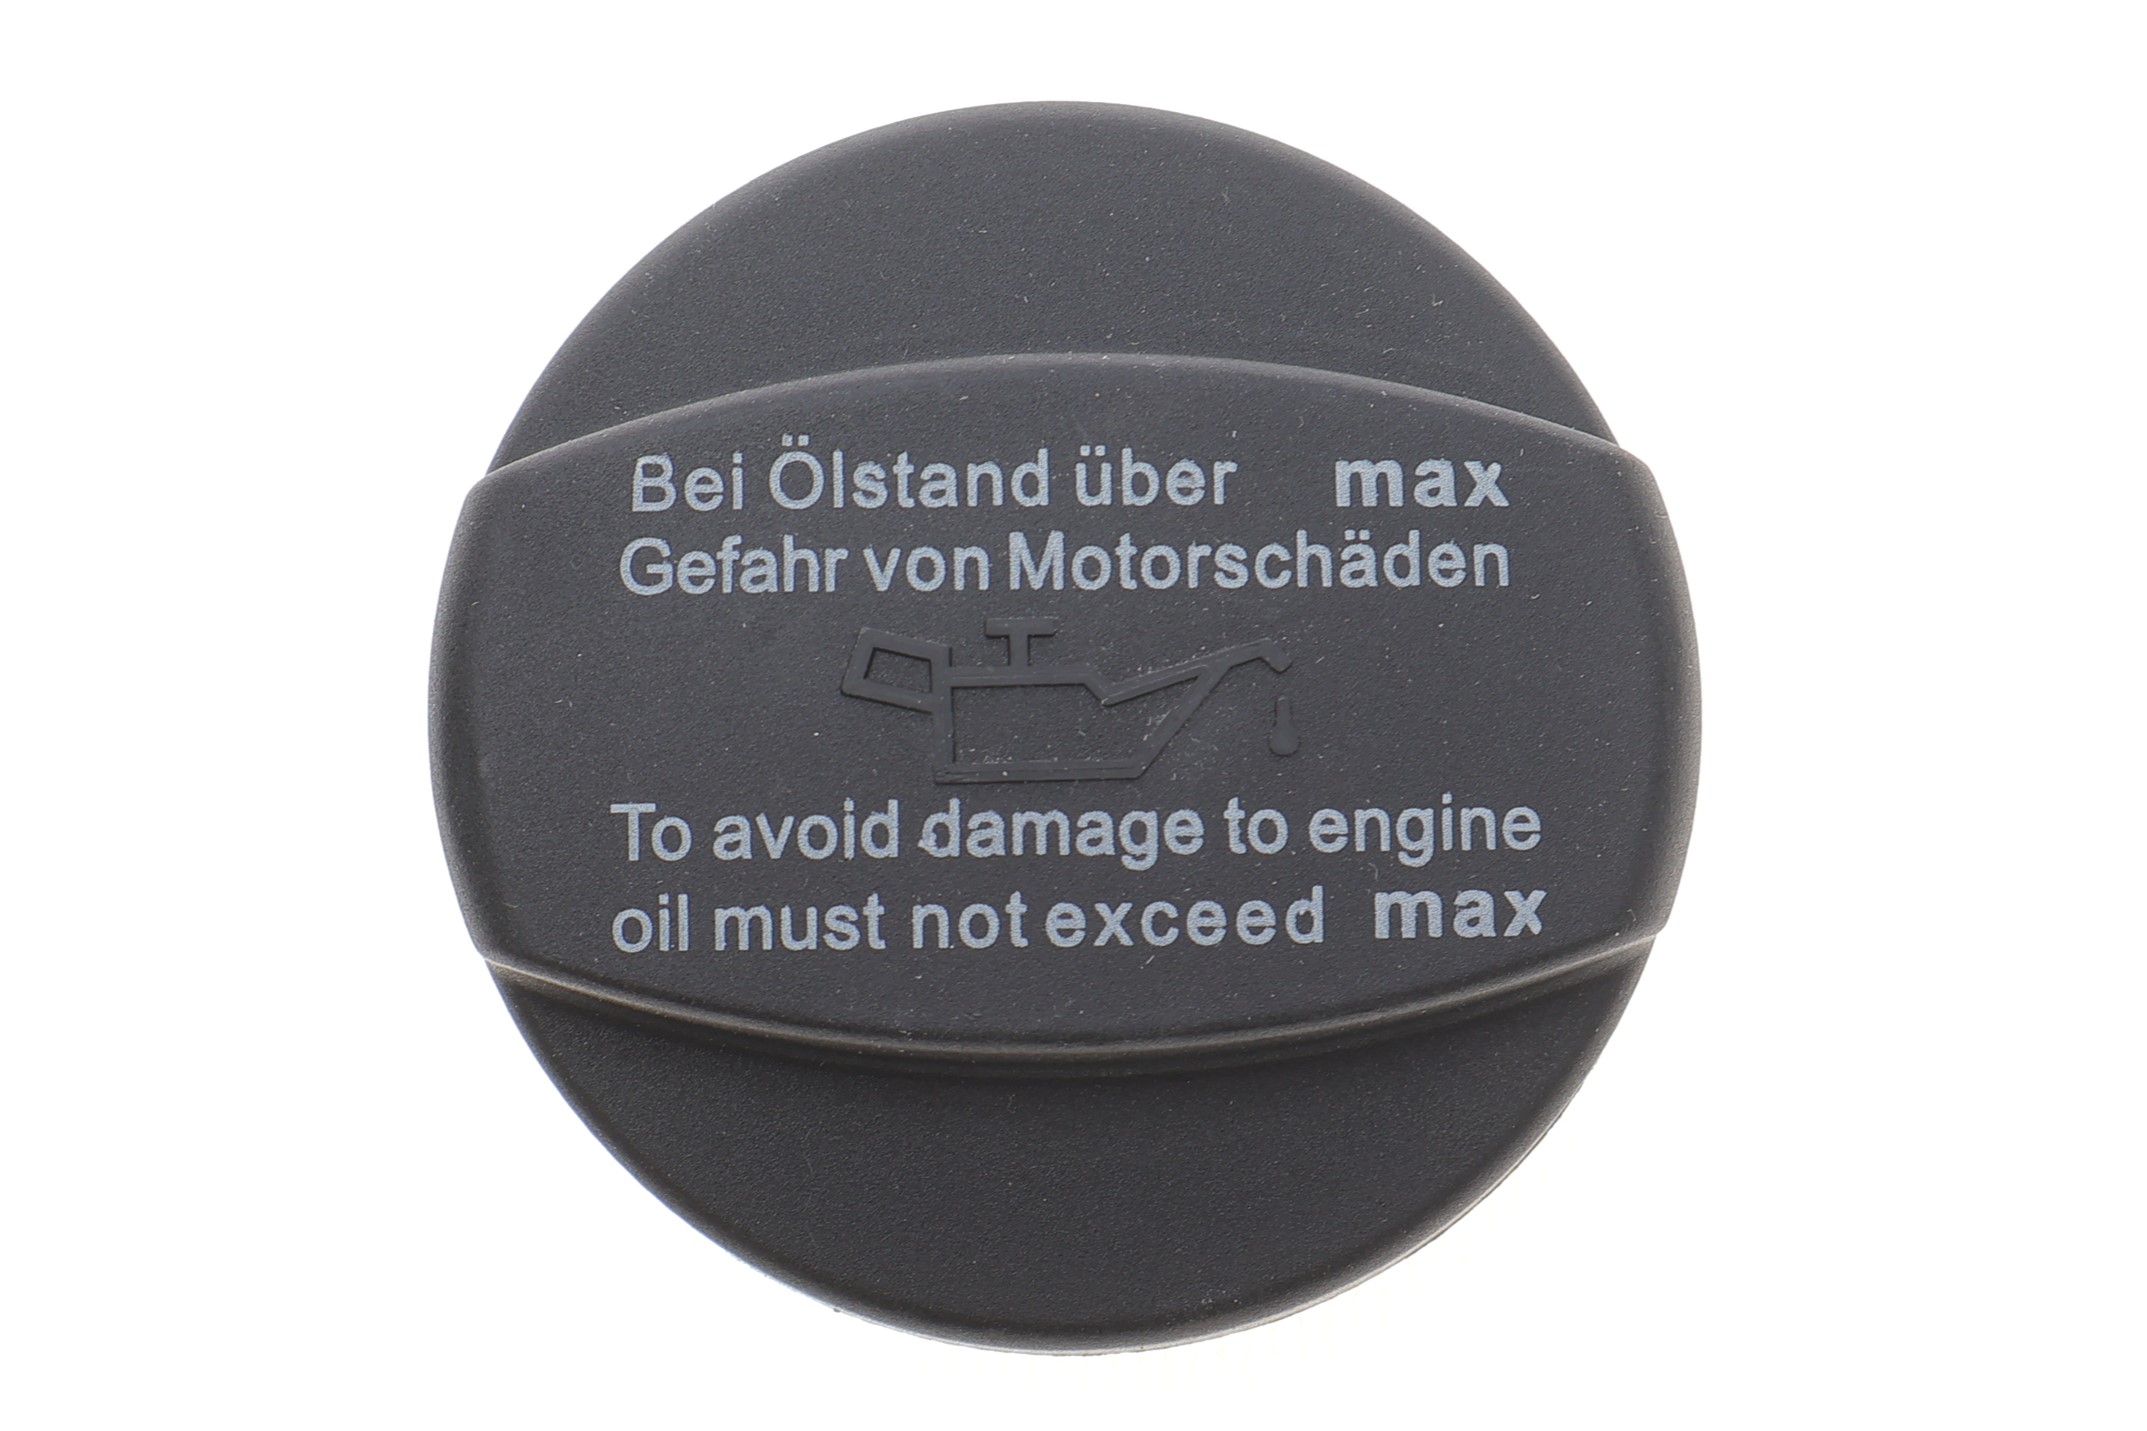 Bei Ölstand über max
Gefahr von Motorschäden
To avoid damage to engine
oil must not exceed max